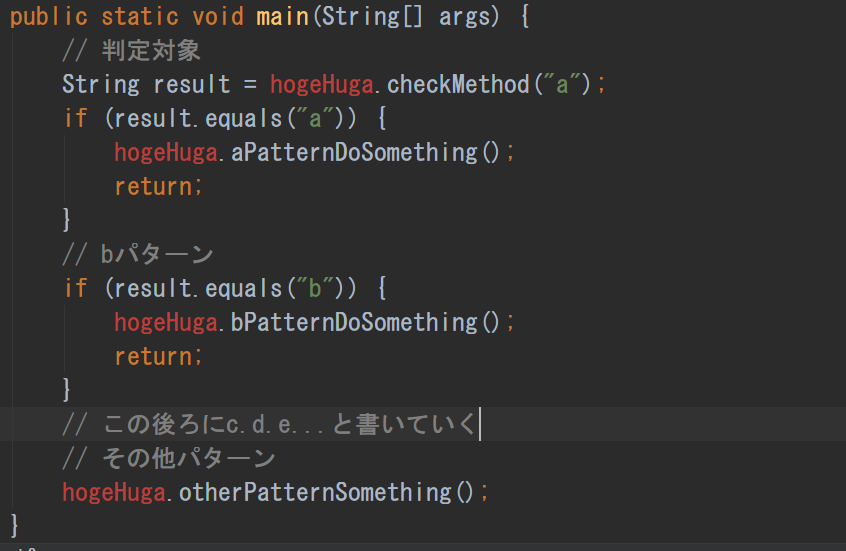 public static void main(String[] args) {
// 判定対象
String result = hogeHuga.checkMethod("a");
if (result.equals("a")) {
hogeHuga.aPatternDoSomething();
return;
}
// bパターン
if (result.equals("b")) {
hogeHuga.bPatternDoSomething();
return;
}
// この後ろにc.d.e...と書いていく
// その他パターン
hogeHuga.otherPatternSomething();
}